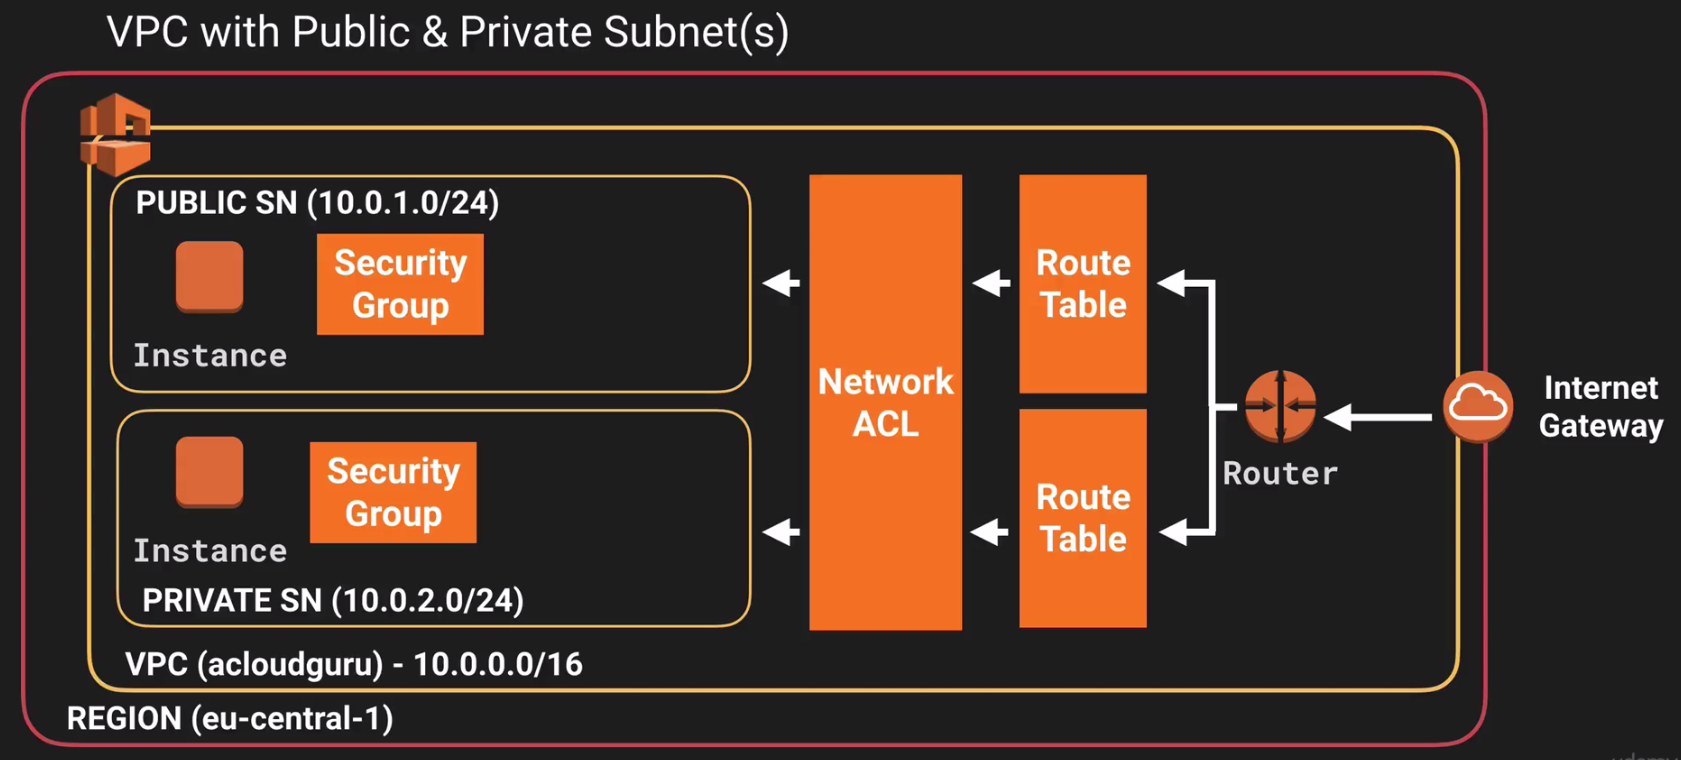 VPC with Public & Private Subnet(s)
PUBLIC SN (10.0.1.0/24)
Security
Group
Instance
Security
Group
Instance
PRIVATE SN (10.0.2.0/24)
Network
ACL
Route
Table
Route
Table
Router
Internet
Gateway
VPC (acloudguru) - 10.0.0.0/16
REGION (eu-central-1)